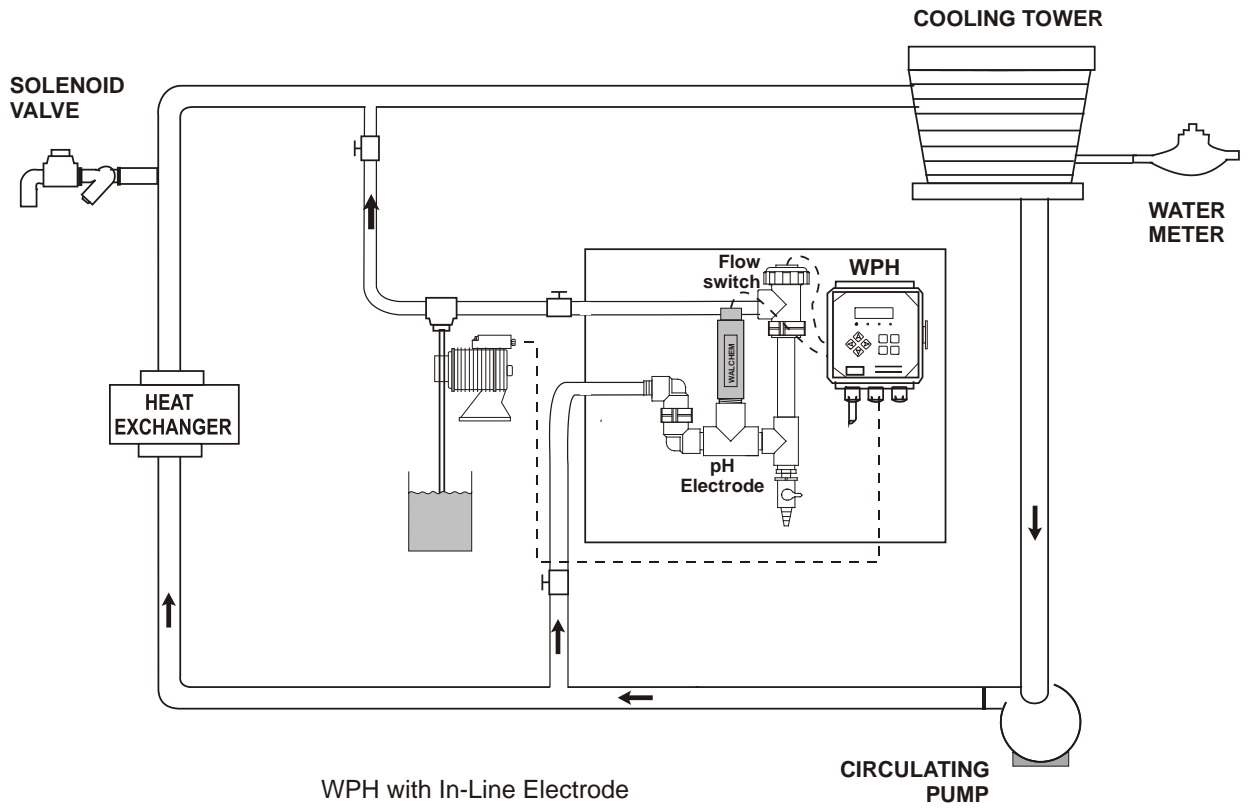 COOLING TOWER
SOLENOID
VALVE
WATER
METER
Flow
switch
WPH
WALCHEM
HEAT
EXCHANGER
pH
Electrode
CIRCULATING
PUMP
WPH with In-Line Electrode